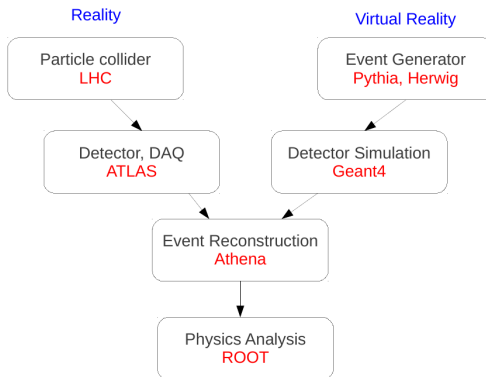 Reality
Virtual Reality
Particle collider
LHC
Event Generator
Pythia, Herwig
Detector, DAQ
ATLAS
Detector Simulation
Geant4
Event Reconstruction
Athena
Physics Analysis
ROOT